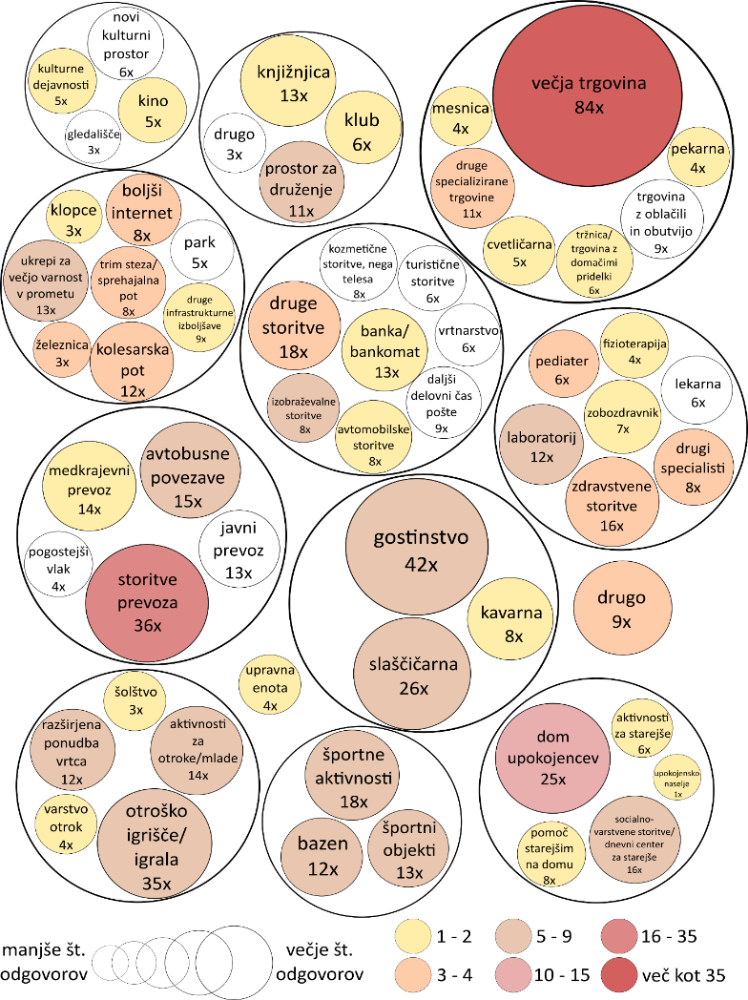 novi
kulturni
prostor
6x
kulturne
dejavnosti
5x
kino
5x
gledališče
3x
knjižnjica
13x
klub
6x
drugo
3x
prostor za
druženje
11x
večja trgovina
84x
mesnica
4x
pekarna
4x
druge
specializirane
trgovine
11x
trgovina
z oblačili
in obutvijo
9x
cvetličarna
5x
tržnica/
trgovina z
domačimi
pridelki
6x
klopce
3x
boljši
internet
8x
park
5x
ukrepi za
večjo varnost
v prometu
13x
trim steza/
sprehajalna
pot
8x
druge
infrastrukturne
izboljšave
9x
železnica
3x
kolesarska
pot
12x
kozmetične
storitve, nega
telesa
8x
turistične
storitve
6x
druge
storitve
18x
banka/
bankomat
13x
vrtnarstvo
6x
izobraževalne
storitve
8x
daljši
delovni čas
pošte
9x
avtomobilske
storitve
8x
fizioterapija
4x
pediater
6x
lekarna
6x
zobozdravnik
7x
laboratorij
12x
drugi
specialisti
8x
zdravstvene
storitve
16x
medkrajevni
prevoz
14x
avtobusne
povezave
15x
javni
prevoz
13x
pogostejši
vlak
4x
storitve
prevoza
36x
gostinstvo
42x
kavarna
8x
slaščičarna
26x
drugo
9x
upravna
enota
4x
šolstvo
3x
razširjena
ponudba
vrtca
12x
aktivnosti
za
otroke/mlade
14x
varstvo
otrok
4x
otroško
igrišče/
igrala
35x
športne
aktivnosti
18x
bazen
12x
športni
objekti
13x
dom
upokojencev
25x
aktivnosti
za starejše
6x
upokojensko
naselje
1x
pomoč
starejšim
na domu
8x
socialno-
varstvene storitve/
dnevni center
za starejše
16x
manjše št.
odgovorov
večje št.
odgovorov
1 - 2
5 - 9
16 - 35
3 - 4
10 - 15
več kot 35